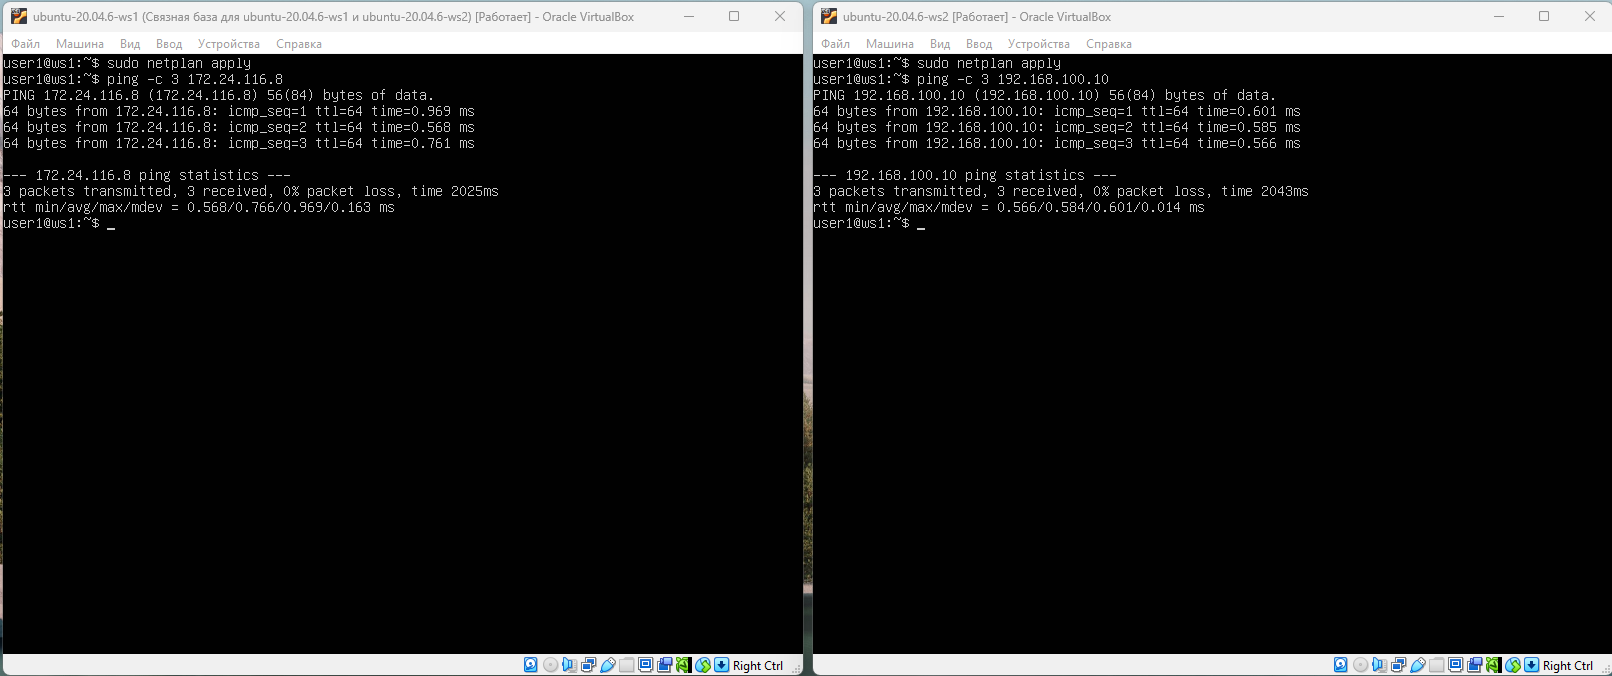 ubuntu-20.04.6-ws1 (Связная база для ubuntu-20.04.6-ws1 и ubuntu-20.04.6-ws2) [Работает] - Oracle VirtualBox
Файл Машина Вид Ввод Устройства Справка
user1@ws1:~$ sudo netplan apply
user1@ws1:~$ ping -c 3 172.24.116.8
PING 172.24.116.8 (172.24.116.8) 56(84) bytes of data.
64 bytes from 172.24.116.8: icmp_seq=1 ttl=64 time=0.969 ms
64 bytes from 172.24.116.8: icmp_seq=2 ttl=64 time=0.568 ms
64 bytes from 172.24.116.8: icmp_seq=3 ttl=64 time=0.761 ms
--- 172.24.116.8 ping statistics ---
3 packets transmitted, 3 received, 0% packet loss, time 2025ms
rtt min/avg/max/mdev = 0.568/0.766/0.969/0.163 ms
user1@ws1:~$ _
Right Ctrl
ubuntu-20.04.6-ws2 [Работает] - Oracle VirtualBox
Файл Машина Вид Ввод Устройства Справка
user1@ws1:~$ sudo netplan apply
user1@ws1:~$ ping -c 3 192.168.100.10
PING 192.168.100.10 (192.168.100.10) 56(84) bytes of data.
64 bytes from 192.168.100.10: icmp_seq=1 ttl=64 time=0.601 ms
64 bytes from 192.168.100.10: icmp_seq=2 ttl=64 time=0.585 ms
64 bytes from 192.168.100.10: icmp_seq=3 ttl=64 time=0.566 ms
--- 192.168.100.10 ping statistics ---
3 packets transmitted, 3 received, 0% packet loss, time 2043ms
rtt min/avg/max/mdev = 0.566/0.584/0.601/0.014 ms
user1@ws1:~$ _
Right Ctrl